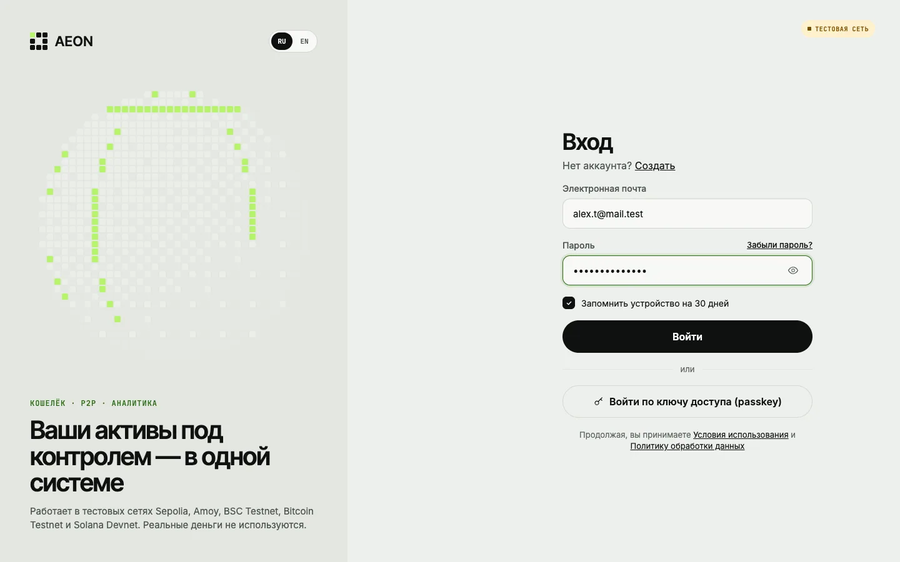 AEON
RU EN
ТЕСТОВАЯ СЕТЬ
КОШЕЛЁК · P2P · АНАЛИТИКА
Ваши активы под
контролем — в одной
системе
Работает в тестовых сетях Sepolia, Amoy, BSC Testnet, Bitcoin
Testnet и Solana Devnet. Реальные деньги не используются.
Вход
Нет аккаунта? Создать
Электронная почта
alex.t@mail.test
Пароль Забыли пароль?
••••••••••••••
Запомнить устройство на 30 дней
Войти
или
Войти по ключу доступа (passkey)
Продолжая, вы принимаете Условия использования и
Политику обработки данных